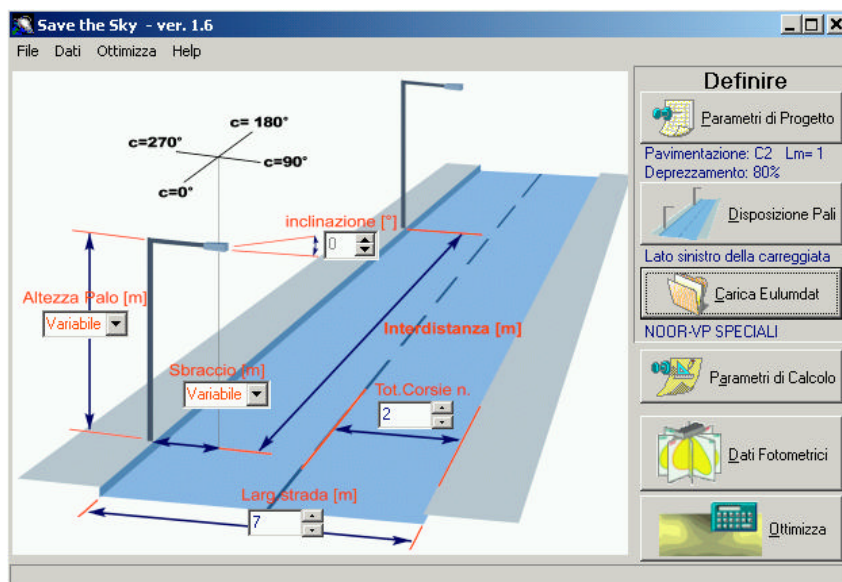 Save the Sky - ver. 1.6
File Dati Ottimizza Help
c= 180°
c=270°
c=90°
c=0°
inclinazione [°]
0
Altezza Palo [m]
Variabile
Interdistanza [m]
Sbraccio [m]
Variabile
Tot.Corsie n.
2
Larg.strada [m]
7
Definire
Parametri di Progetto
Pavimentazione: C2 Lm= 1
Deprezzamento: 80%
Disposizione Pali
Lato sinistro della carreggiata
Carica Eulumdat
NOOR-VP SPECIALI
Parametri di Calcolo
Dati Fotometrici
Ottimizza